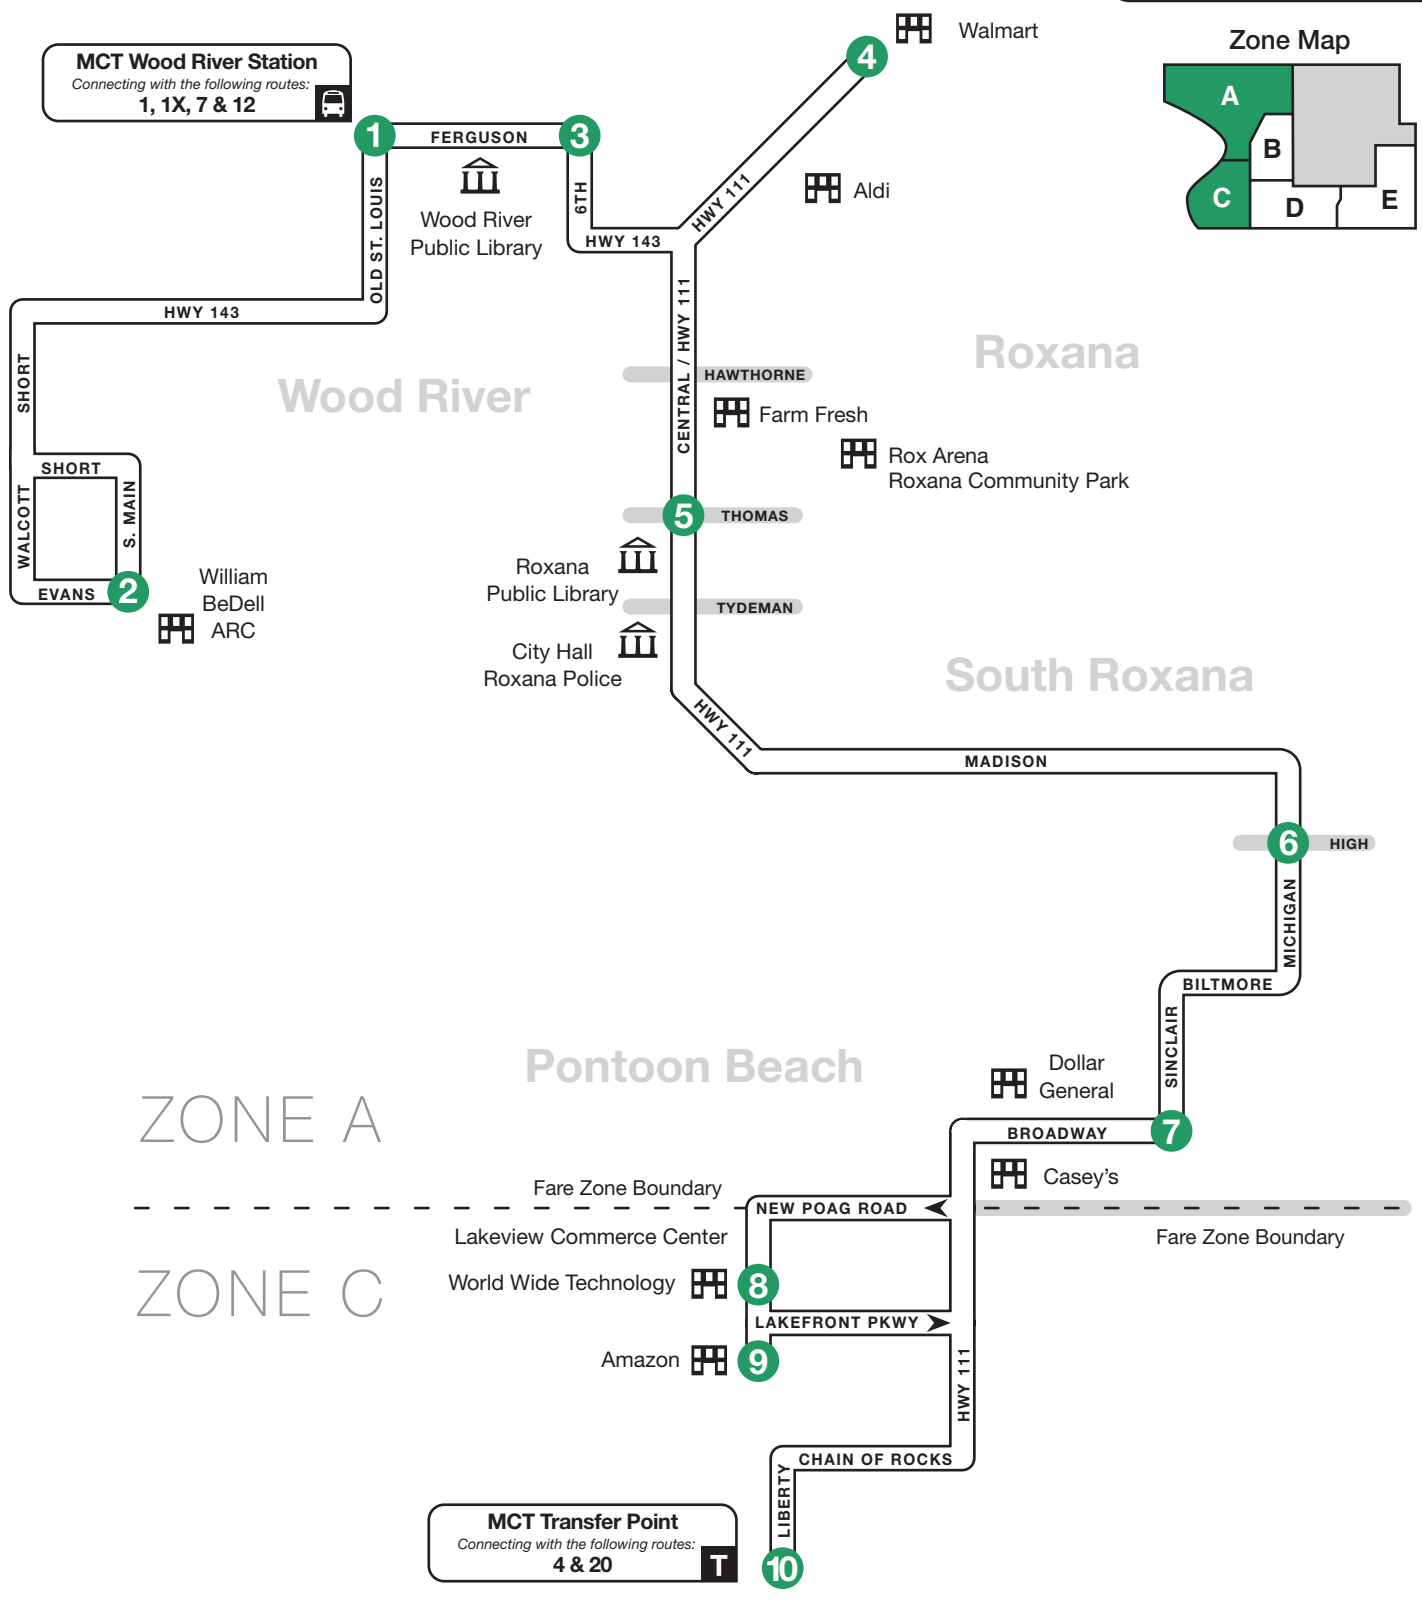 Walmart
Zone Map
MCT Wood River Station
Connecting with the following routes:
1, 1X, 7 & 12
4
A
1
FERGUSON
3
B
HWY 111
Aldi
6TH
OLD ST. LOUIS
Wood River
Public Library
C
D
E
HWY 143
HWY 143
CENTRAL / HWY 111
Roxana
SHORT
HAWTHORNE
Wood River
Farm Fresh
Rox Arena
Roxana Community Park
SHORT
WALCOTT
S. MAIN
5
THOMAS
Roxana
Public Library
William
BeDell
ARC
EVANS
2
TYDEMAN
City Hall
Roxana Police
South Roxana
HWY 111
MADISON
6
HIGH
MICHIGAN
BILTMORE
SINCLAIR
Pontoon Beach
Dollar
General
ZONE A
BROADWAY
7
Casey's
Fare Zone Boundary
NEW POAG ROAD
Lakeview Commerce Center
Fare Zone Boundary
ZONE C
World Wide Technology
8
LAKEFRONT PKWY
Amazon
9
HWY 111
CHAIN OF ROCKS
LIBERTY
MCT Transfer Point
Connecting with the following routes:
4 & 20
T
10